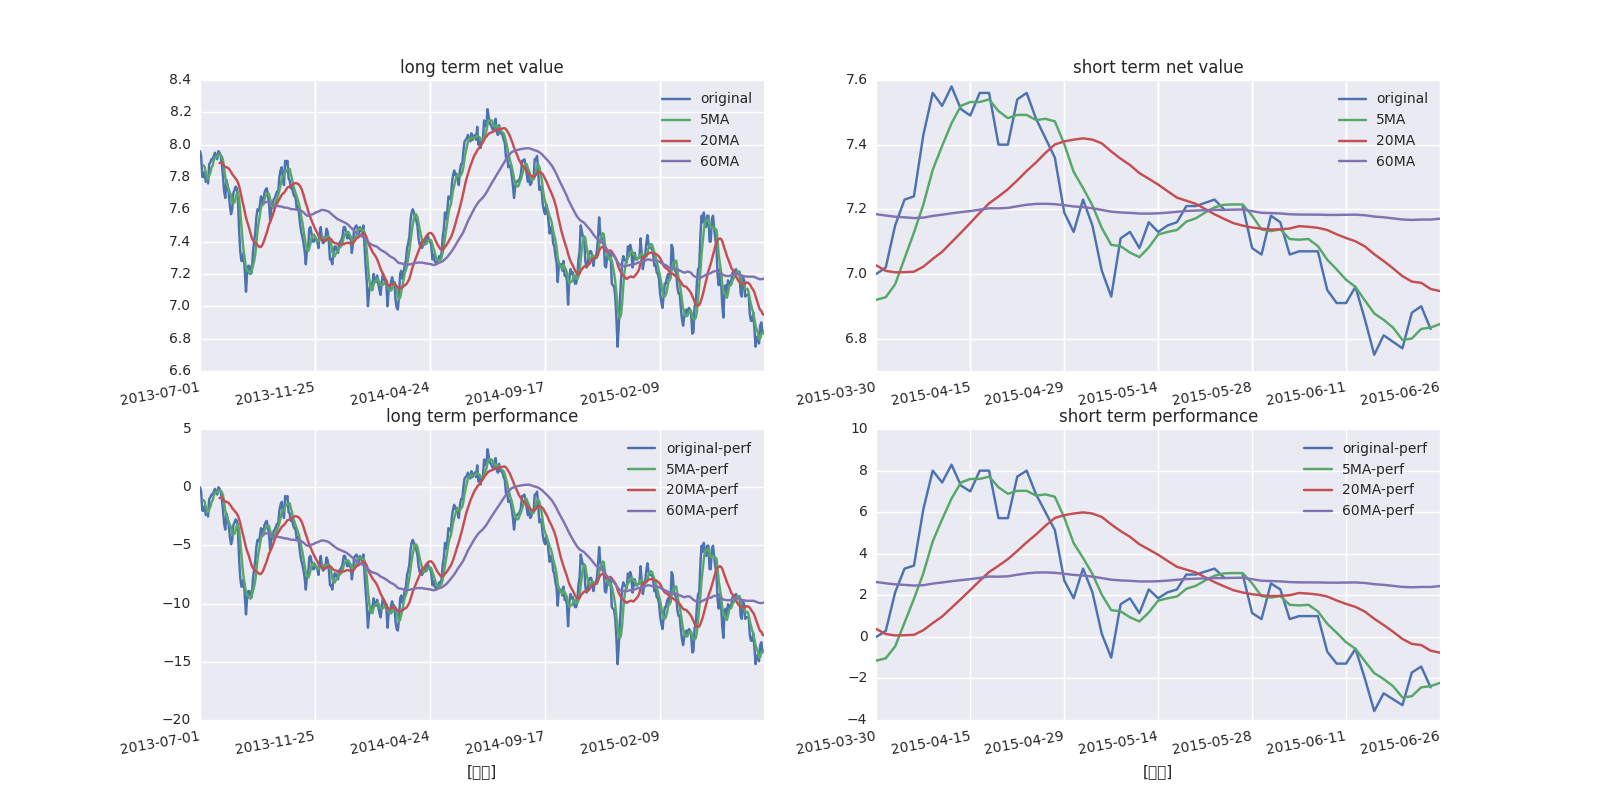 long term net value
8.4
8.2
8.0
7.8
7.6
7.4
7.2
7.0
6.8
6.6
original
5MA
20MA
60MA
2013-07-01
2013-11-25
2014-04-24
2014-09-17
2015-02-09
short term net value
7.6
7.4
7.2
7.0
6.8
original
5MA
20MA
60MA
2015-03-30
2015-04-15
2015-04-29
2015-05-14
2015-05-28
2015-06-11
2015-06-26
long term performance
5
0
−5
−10
−15
−20
original-perf
5MA-perf
20MA-perf
60MA-perf
2013-07-01
2013-11-25
2014-04-24
2014-09-17
2015-02-09
short term performance
10
8
6
4
2
0
−2
−4
original-perf
5MA-perf
20MA-perf
60MA-perf
2015-03-30
2015-04-15
2015-04-29
2015-05-14
2015-05-28
2015-06-11
2015-06-26